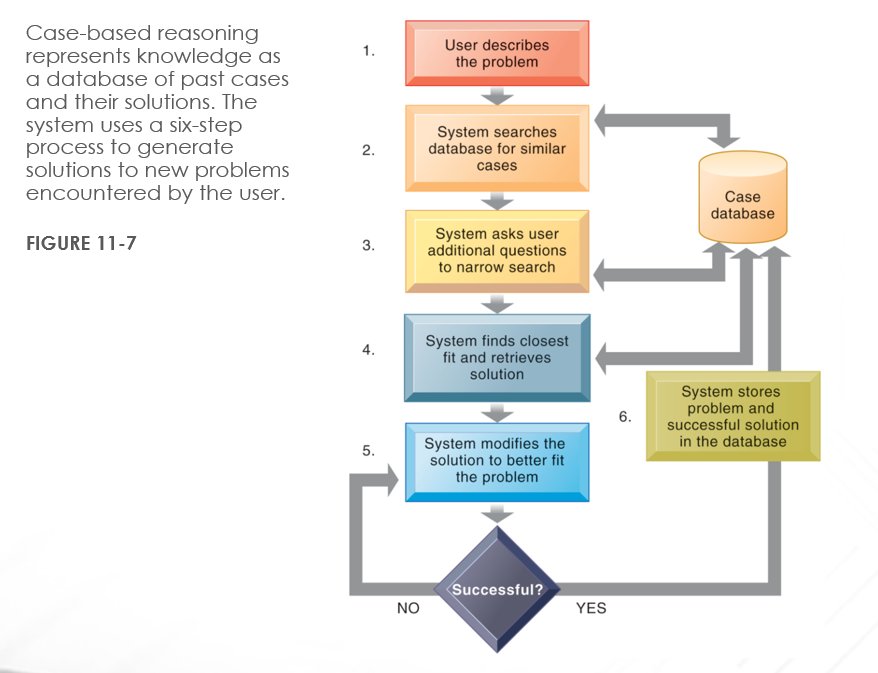 Case-based reasoning
represents knowledge as
a database of past cases
and their solutions. The
system uses a six-step
process to generate
solutions to new problems
encountered by the user.
FIGURE 11-7
1.
User describes
the problem
2.
System searches
database for similar
cases
Case
database
3.
System asks user
additional questions
to narrow search
4.
System finds closest
fit and retrieves
solution
6.
System stores
problem and
successful solution
in the database
5.
System modifies the
solution to better fit
the problem
Successful?
NO
YES